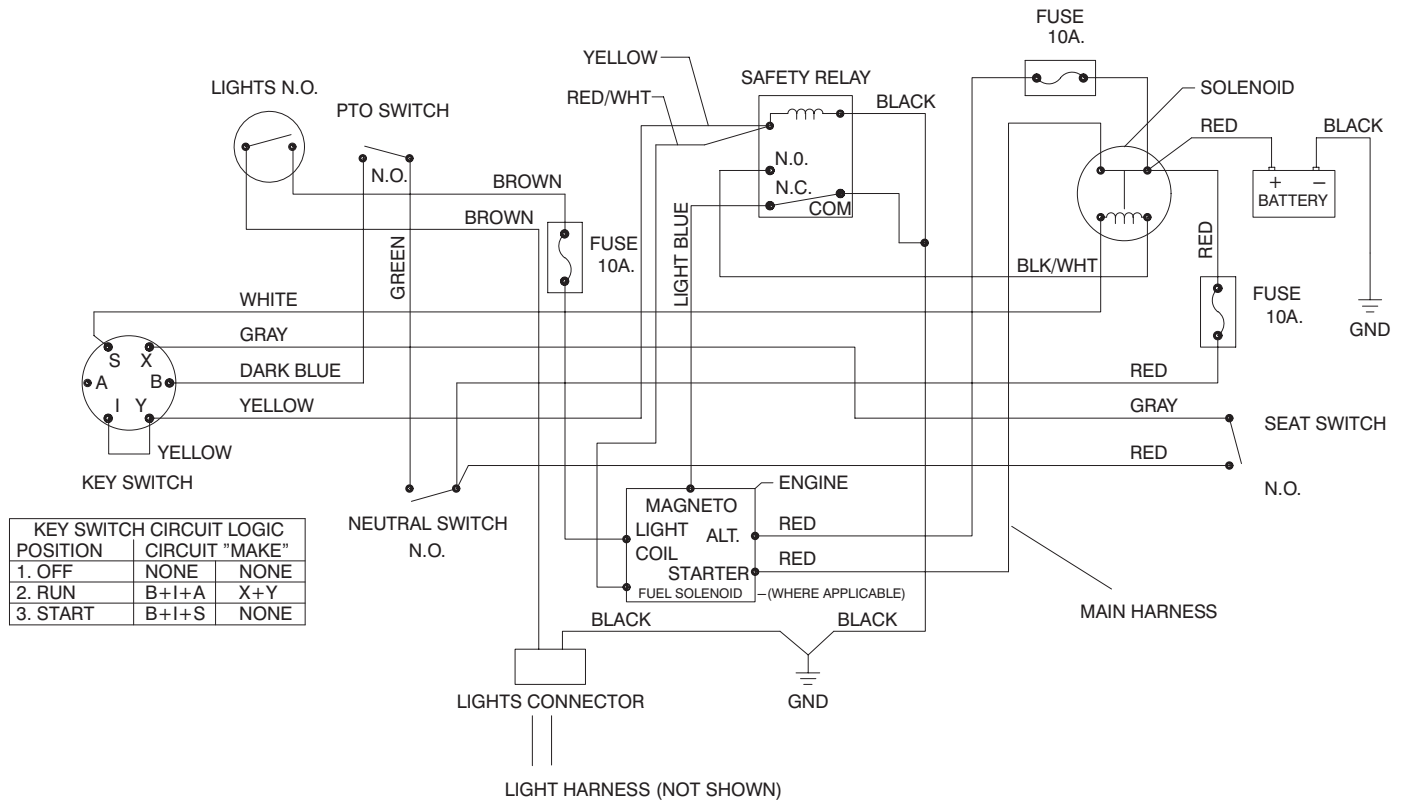 FUSE
10A.
YELLOW
SAFETY RELAY
LIGHTS N.O.
SOLENOID
RED/WHT
BLACK
PTO SWITCH
RED
BLACK
N.0.
N.O.
BROWN
N.C.
COM
+ −
BATTERY
BROWN
LIGHT BLUE
FUSE
10A.
GREEN
RED
BLK/WHT
WHITE
FUSE
10A.
GND
GRAY
S X
DARK BLUE
RED
A B
YELLOW
GRAY
I Y
SEAT SWITCH
YELLOW
RED
KEY SWITCH
ENGINE
N.O.
MAGNETO
NEUTRAL SWITCH
N.O.
KEY SWITCH CIRCUIT LOGIC
POSITION CIRCUIT "MAKE"
1. OFF NONE NONE
2. RUN B+I+A X+Y
3. START B+I+S NONE
LIGHT
COIL
ALT.
RED
STARTER
RED
FUEL SOLENOID
(WHERE APPLICABLE)
MAIN HARNESS
BLACK
BLACK
LIGHTS CONNECTOR
GND
LIGHT HARNESS (NOT SHOWN)